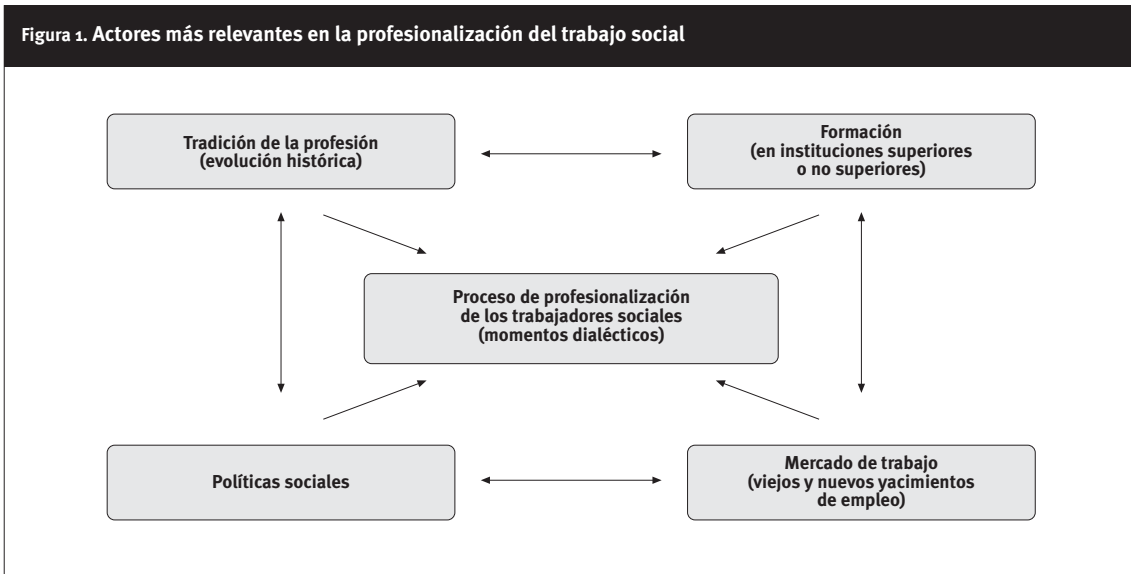 Figura 1. Actores más relevantes en la profesionalización del trabajo social
Tradición de la profesión
(evolución histórica)
Formación
(en instituciones superiores
o no superiores)
Proceso de profesionalización
de los trabajadores sociales
(momentos dialécticos)
Políticas sociales
Mercado de trabajo
(viejos y nuevos yacimientos
de empleo)